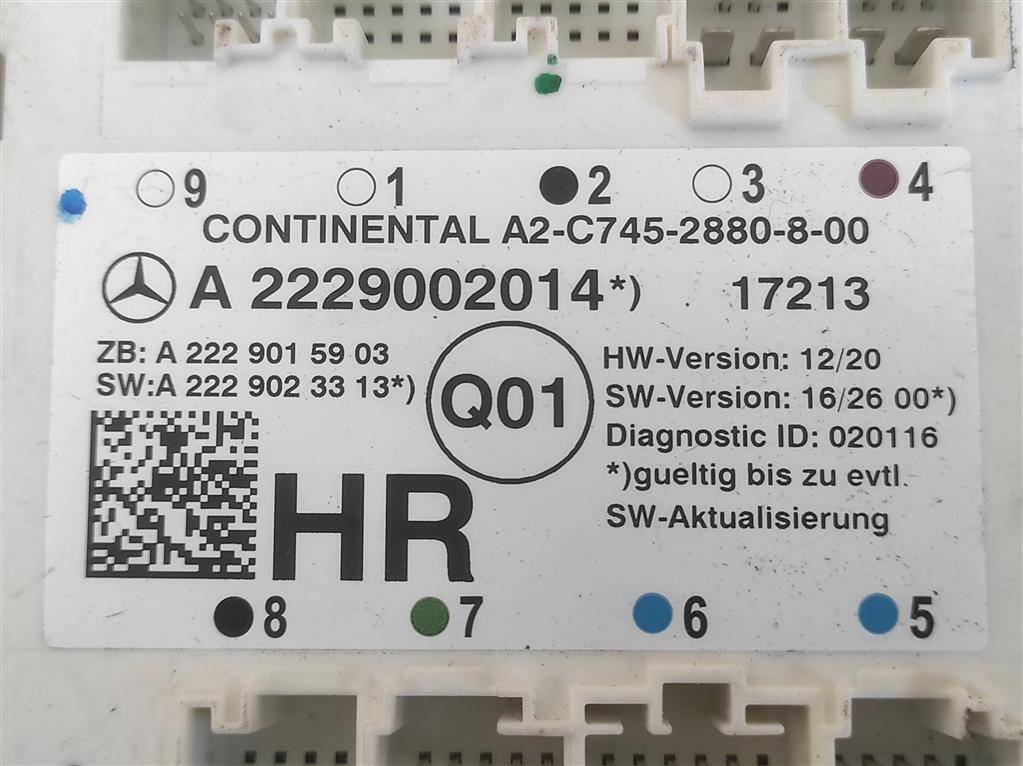 9 1 2 3 4
CONTINENTAL A2-C745-2880-8-00
A 2229002014*) 17213
ZB: A 222 901 59 03
SW:A 222 902 33 13*)
Q01
HW-Version: 12/20
SW-Version: 16/26 00*)
Diagnostic ID: 020116
*)gueltig bis zu evtl.
SW-Aktualisierung
HR
8 7 6 5